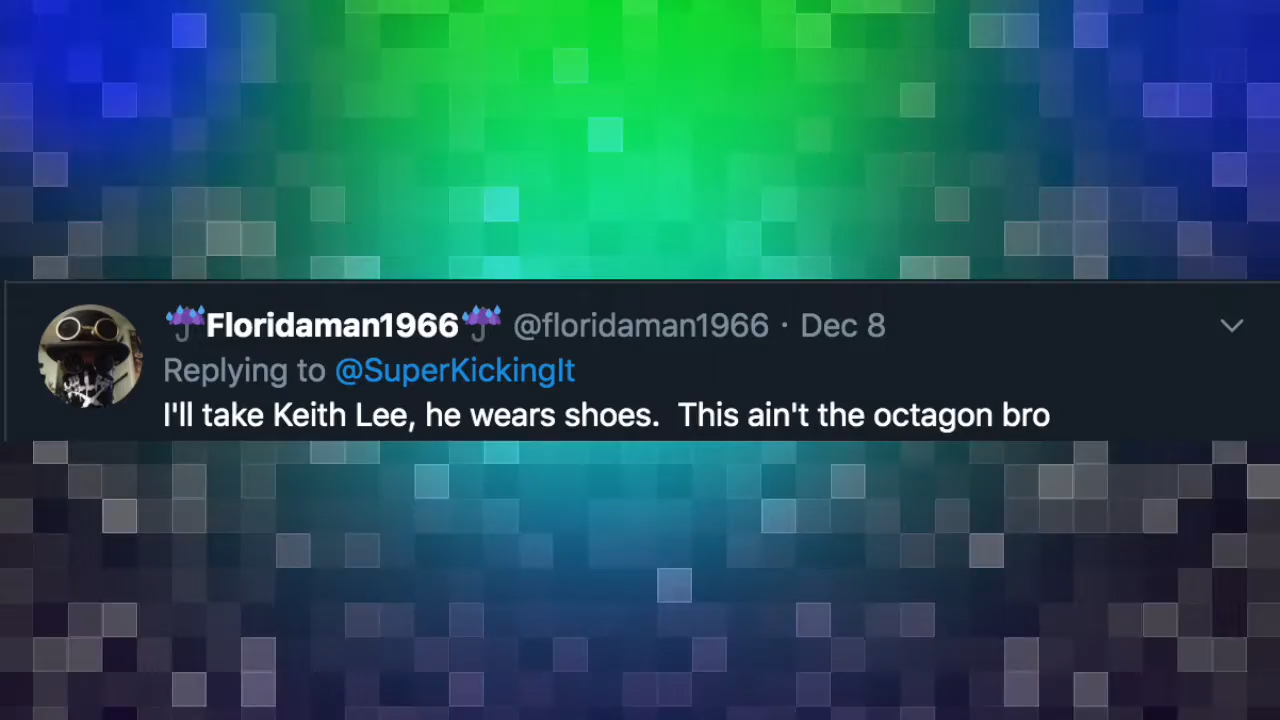 ☔Floridaman1966☔ @floridaman1966 · Dec 8
Replying to @SuperKickingIt
I'll take Keith Lee, he wears shoes.  This ain't the octagon bro